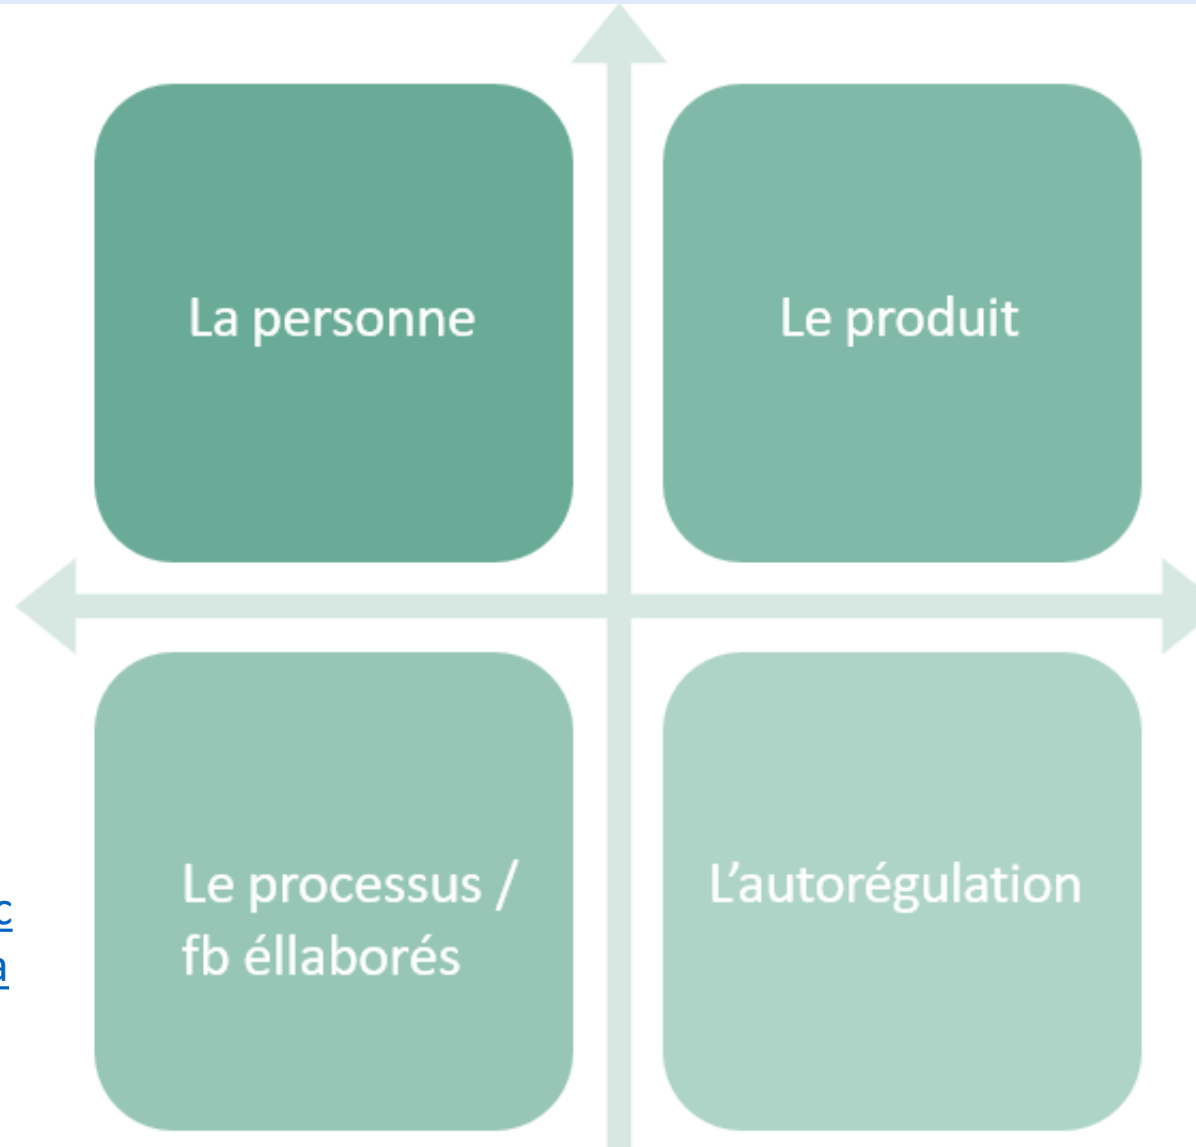 La personne
Le produit
Le processus /
fb éllaborés
L’autorégulation
c
a